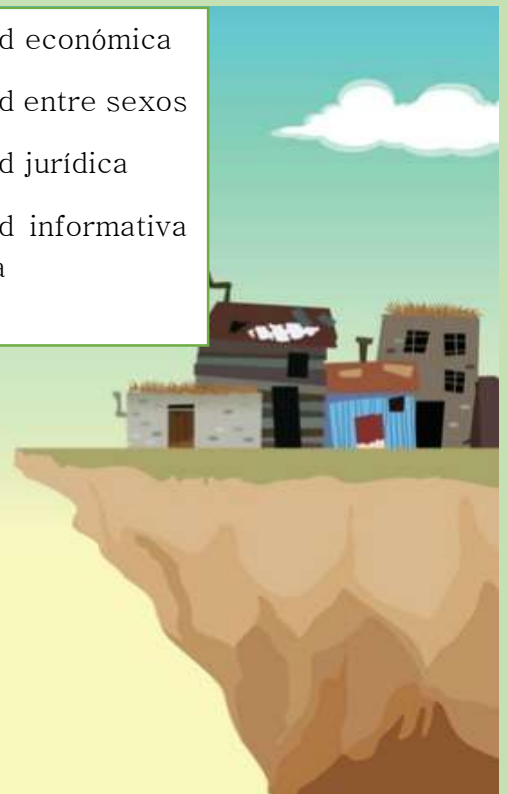 d económica
d entre sexos
d jurídica
d informativa
a